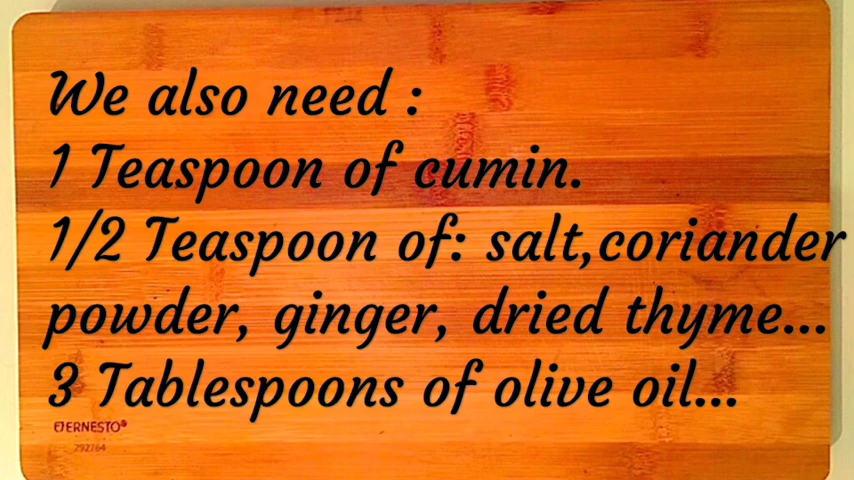 We also need :
1 Teaspoon of cumin.
1/2 Teaspoon of: salt,coriander
powder, ginger, dried thyme...
3 Tablespoons of olive oil...
ERNESTO®
292764